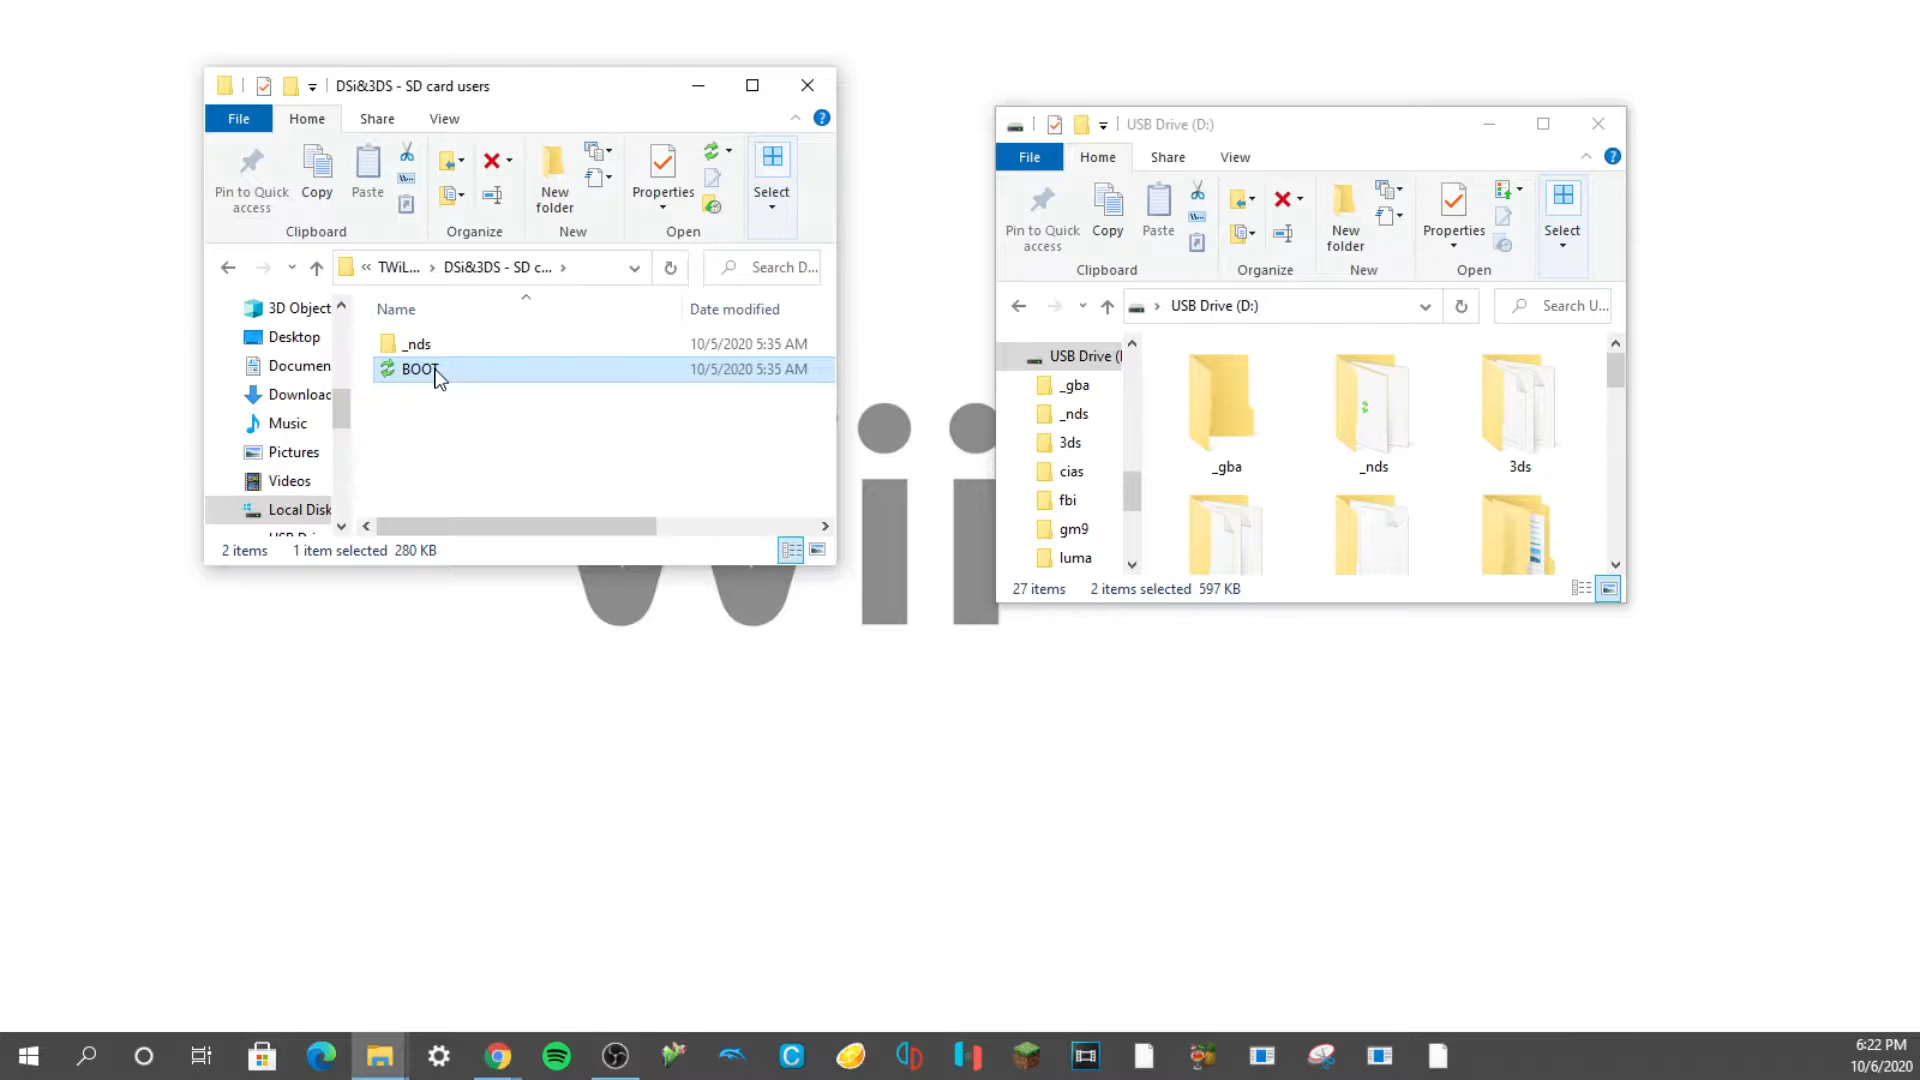 DSi&3DS - SD card users
File Home Share View
Pin to Quick access
Copy
Paste
New folder
Properties
Select
Clipboard Organize New Open
« TWiL... › DSi&3DS - SD c... ›
Search D...
3D Object
Desktop
Documen
Downloac
Music
Pictures
Videos
Local Disk
Name Date modified
_nds 10/5/2020 5:35 AM
BOOT 10/5/2020 5:35 AM
2 items 1 item selected 280 KB
USB Drive (D:)
File Home Share View
Pin to Quick access
Copy
Paste
New folder
Properties
Select
Clipboard Organize New Open
› USB Drive (D:)
Search U...
USB Drive (
_gba
_nds
3ds
cias
fbi
gm9
luma
_gba _nds 3ds
27 items 2 items selected 597 KB
6:22 PM
10/6/2020